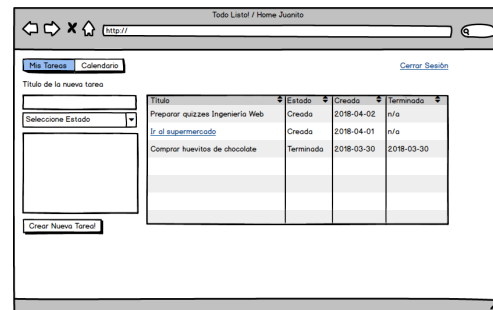 Todo Listo! / Home Juanito
http://
Mis Tareas Calendario
Cerrar Sesión
Título de la nueva tarea
Seleccione Estado
Crear Nueva Tarea!
Título Estado Creada Terminada
Preparar quizzes Ingeniería Web Creada 2018-04-02 n/a
Ir al supermercado Creada 2018-04-01 n/a
Comprar huevitos de chocolate Terminada 2018-03-30 2018-03-30